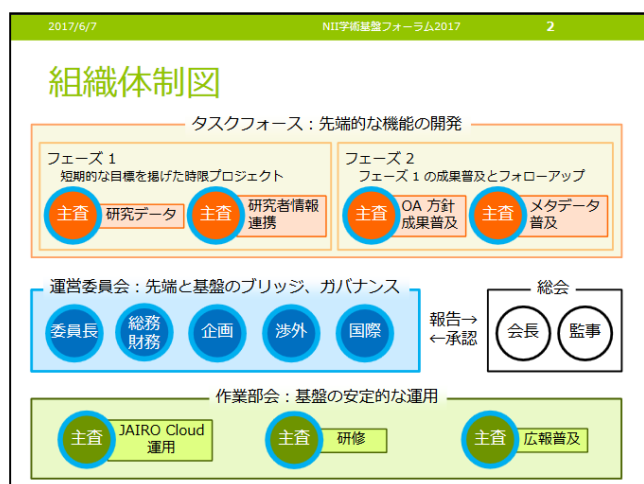 2017/6/7
NII学術基盤フォーラム2017
2
組織体制図
タスクフォース：先端的な機能の開発
フェーズ 1
短期的な目標を掲げた時限プロジェクト
主査
研究データ
主査
研究者情報
連携
フェーズ 2
フェーズ 1 の成果普及とフォローアップ
主査
OA 方針
成果普及
主査
メタデータ
普及
運営委員会：先端と基盤のブリッジ、ガバナンス
委員長
総務
財務
企画
渉外
国際
報告→
←承認
総会
会長
監事
作業部会：基盤の安定的な運用
主査
JAIRO Cloud
運用
主査
研修
主査
広報普及